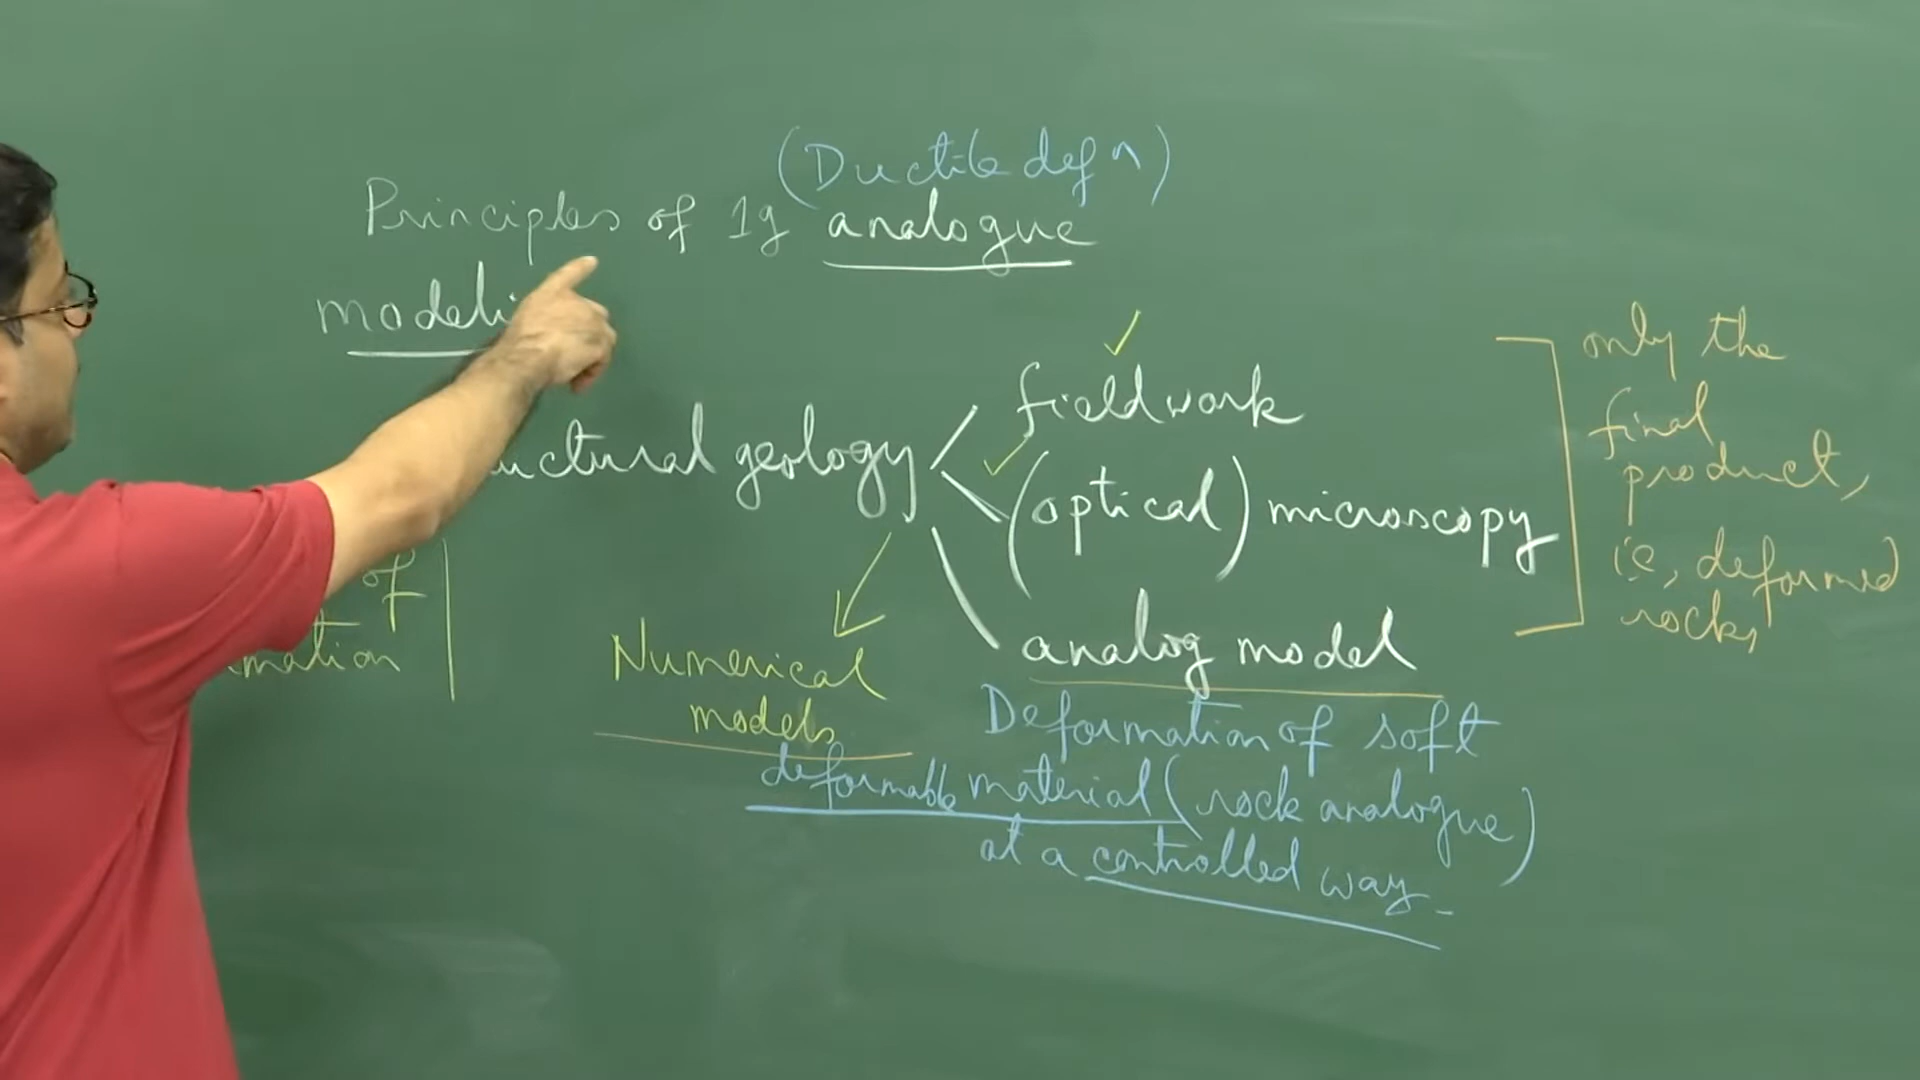 (Ductile defn)
Principles of 1g analogue
modeli
fieldwork
uctural geology
(optical) microscopy
analog model
only the
final
product,
ie, deformed
rocks
of
mation
Numerical
models
Deformation of soft
deformable material (rock analogue)
at a controlled way